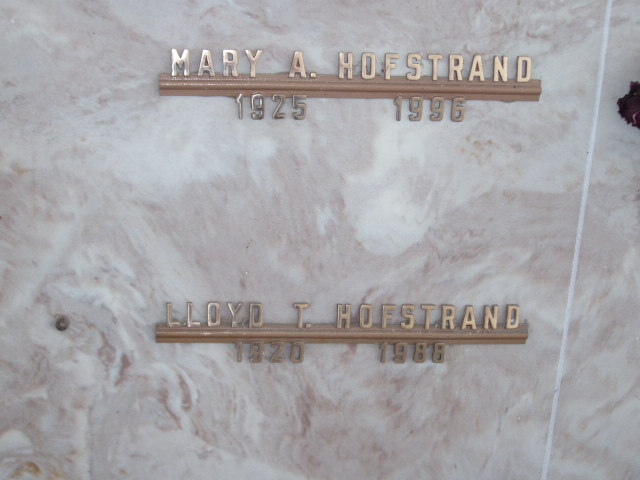 MARY A. HOFSTRAND
1925 1996
LLOYD T. HOFSTRAND
1920 1988